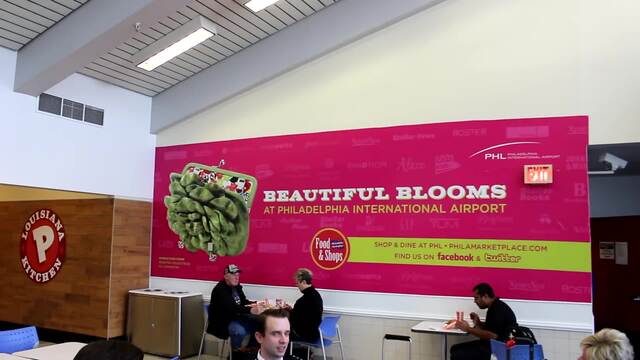 PHL PHILADELPHIA
INTERNATIONAL AIRPORT
EXIT
BEAUTIFUL BLOOMS
AT PHILADELPHIA INTERNATIONAL AIRPORT
LOUISIANA
P
KITCHEN
Food
& Shops
SHOP & DINE AT PHL • PHILAMARKETPLACE.COM
FIND US ON facebook & twitter